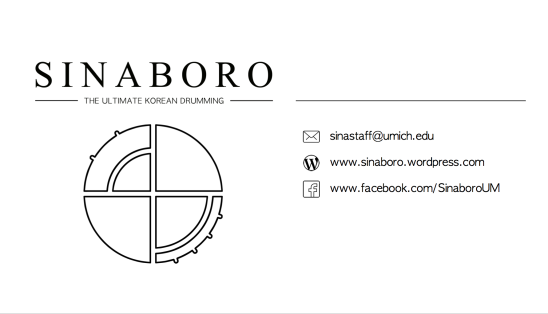 SINABORO
THE ULTIMATE KOREAN DRUMMING
sinastaff@umich.edu
www.sinaboro.wordpress.com
www.facebook.com/SinaboroUM